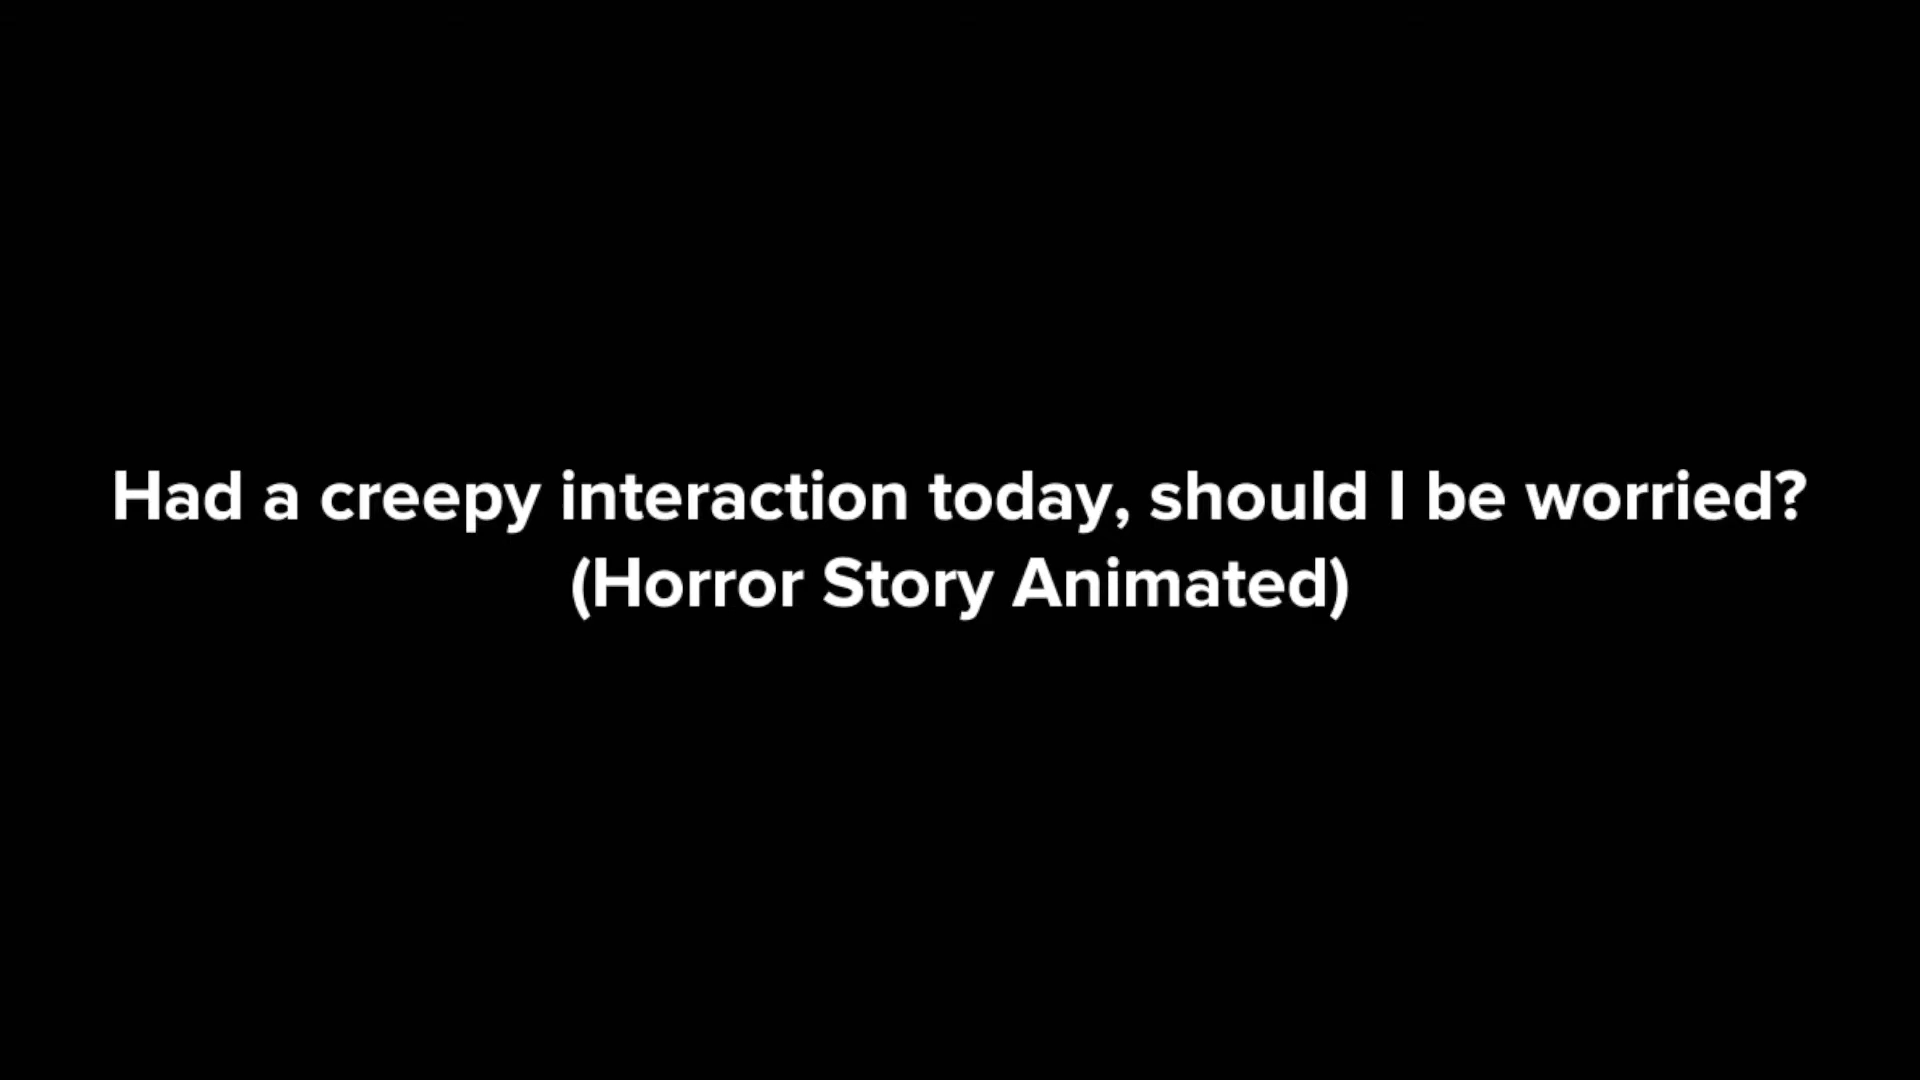 Had a creepy interaction today, should I be worried?
(Horror Story Animated)